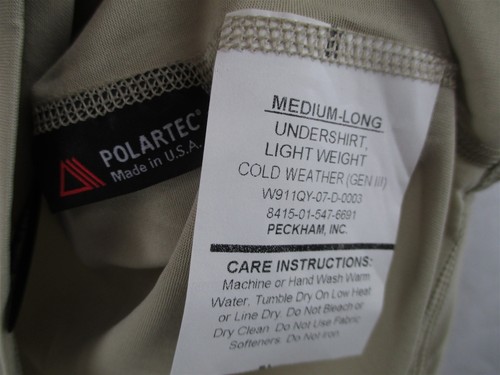 POLARTEC®
Made in U.S.A.
MEDIUM-LONG
UNDERSHIRT,
LIGHT WEIGHT
COLD WEATHER (GEN III)
W911QY-07-D-0003
8415-01-547-6691
PECKHAM, INC.
CARE INSTRUCTIONS:
Machine or Hand Wash Warm
Water. Tumble Dry On Low Heat
or Line Dry. Do Not Bleach or
Dry Clean. Do Not Use Fabric
Softeners. Do Not Iron.